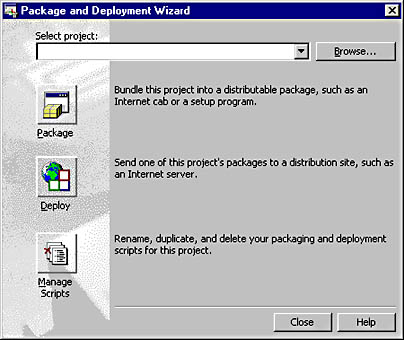 Package and Deployment Wizard
Select project:
Browse...
Bundle this project into a distributable package, such as an
Internet cab or a setup program.
Package
Send one of this project's packages to a distribution site, such as
an Internet server.
Deploy
Rename, duplicate, and delete your packaging and deployment
scripts for this project.
Manage
Scripts
Close
Help